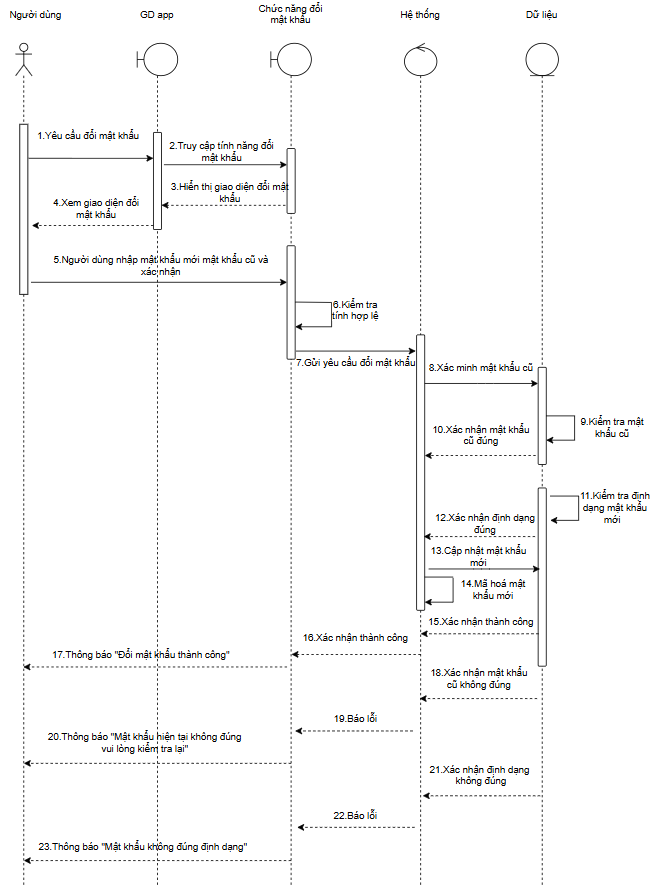 Người dùng
GD app
Chức năng đổi
mật khẩu
Hệ thống
Dữ liệu
1.Yêu cầu đổi mật khẩu
2.Truy cập tính năng đổi
mật khẩu
3.Hiển thị giao diện đổi mật
khẩu
4.Xem giao diện đổi
mật khẩu
5.Người dùng nhập mật khẩu mới mật khẩu cũ và
xác nhận
6.Kiểm tra
tính hợp lệ
7.Gửi yêu cầu đổi mật khẩu
8.Xác minh mật khẩu cũ
9.Kiểm tra mật
khẩu cũ
10.Xác nhận mật khẩu
cũ đúng
11.Kiểm tra định
dạng mật khẩu
mới
12.Xác nhận định dạng
đúng
13.Cập nhật mật khẩu
mới
14.Mã hoá mật
khẩu mới
15.Xác nhận thành công
16.Xác nhận thành công
17.Thông báo "Đổi mật khẩu thành công"
18.Xác nhận mật khẩu
cũ không đúng
19.Báo lỗi
20.Thông báo "Mật khẩu hiện tại không đúng
vui lòng kiểm tra lại"
21.Xác nhận định dạng
không đúng
22.Báo lỗi
23.Thông báo "Mật khẩu không đúng định dạng"